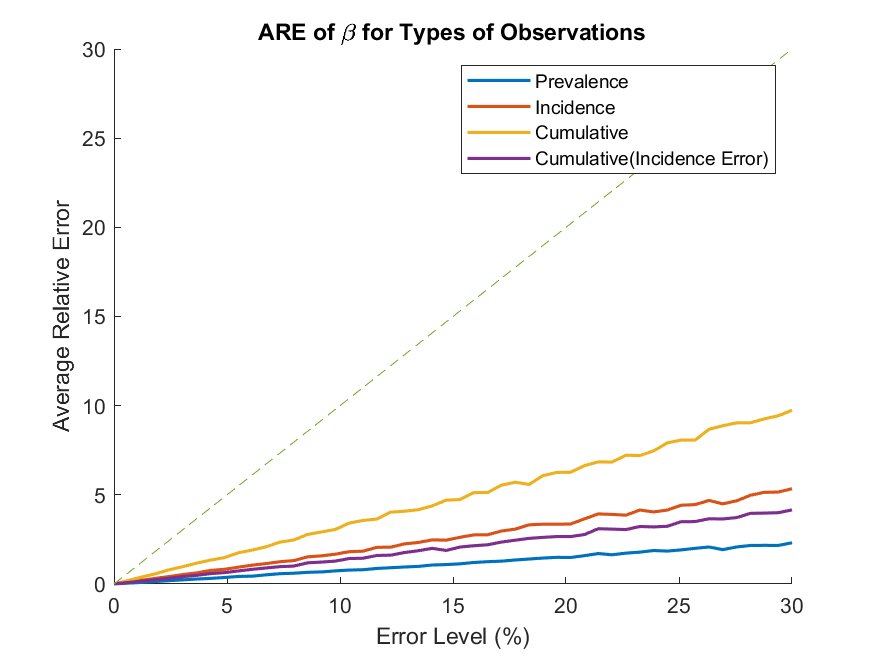 ARE of β for Types of Observations
30
25
20
15
10
5
0
Average Relative Error
Prevalence
Incidence
Cumulative
Cumulative(Incidence Error)
0 5 10 15 20 25 30
Error Level (%)